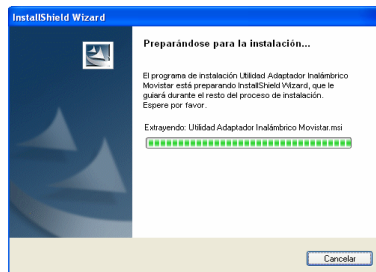 InstallShield Wizard
Preparándose para la instalación...
El programa de instalación Utilidad Adaptador Inalámbrico
Movistar está preparando InstallShield Wizard, que le
guiará durante el resto del proceso de instalación.
Espere por favor.
Extrayendo: Utilidad Adaptador Inalámbrico Movistar.msi
Cancelar